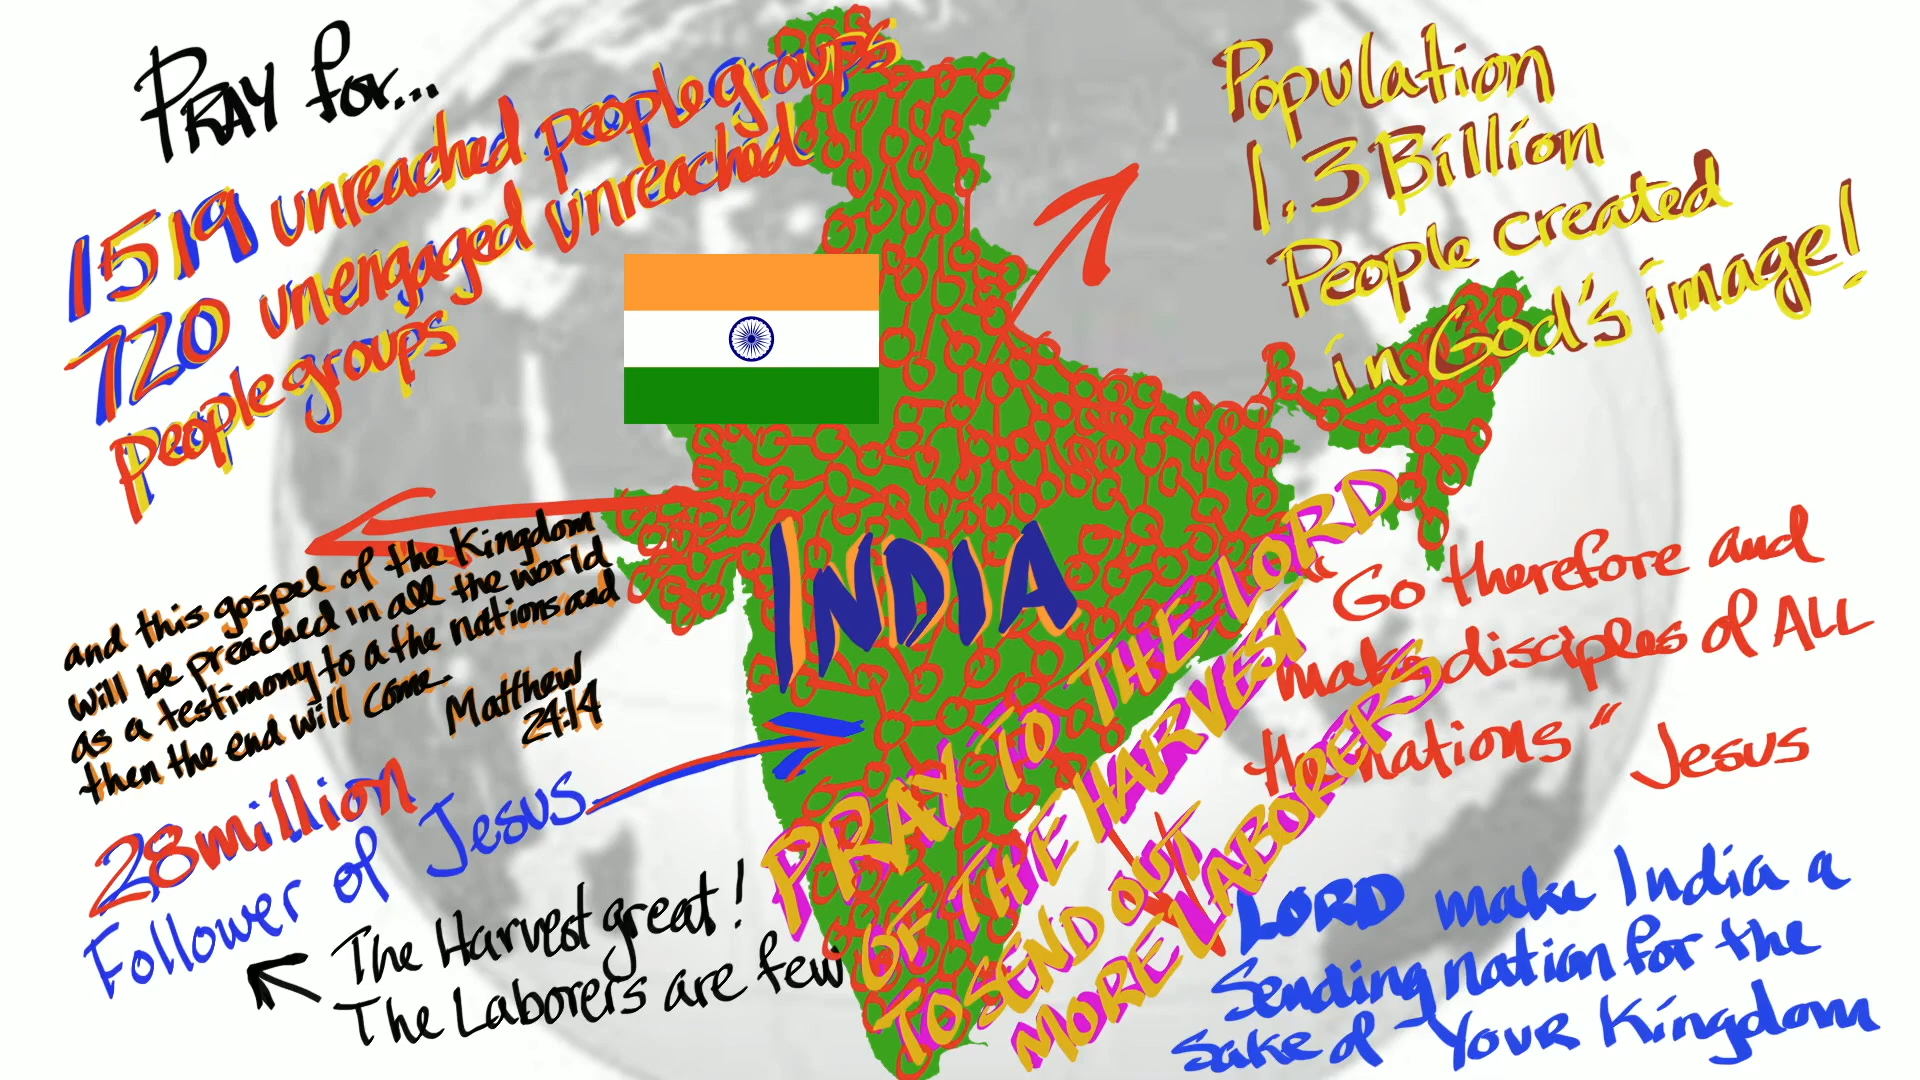 PRAY for...
1519 unreached people groups
720 unengaged unreached
people groups
Population
1.3 Billion
People created
in God's image!
and this gospel of the Kingdom
will be preached in all the world
as a testimony to a the nations and
then the end will come.
Matthew
24:14
INDIA
28 million
Follower of Jesus
The Harvest great!
The Laborers are few
PRAY TO THE LORD
OF THE HARVEST
TO SEND OUT
MORE LABORERS
"Go therefore and
make disciples of ALL
the nations" Jesus
LORD make India a
Sending nation for the
Sake of Your Kingdom